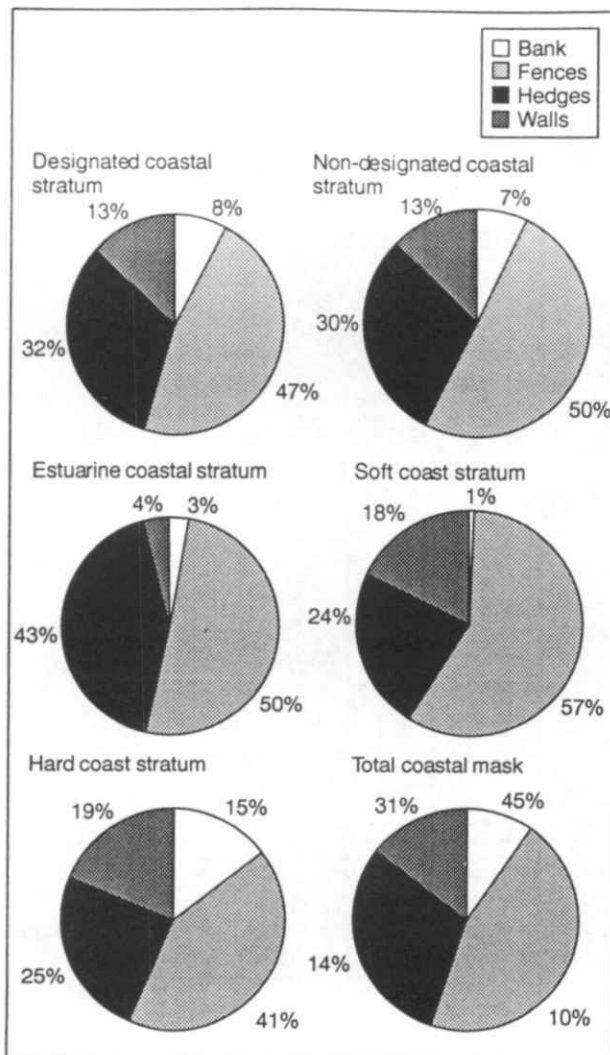 Bank
Fences
Hedges
Walls
Designated coastal
stratum
13%
8%
32%
47%
Non-designated coastal
stratum
13%
7%
30%
50%
Estuarine coastal stratum
4%
3%
43%
50%
Soft coast stratum
1%
18%
24%
57%
Hard coast stratum
19%
15%
25%
41%
Total coastal mask
31%
45%
14%
10%